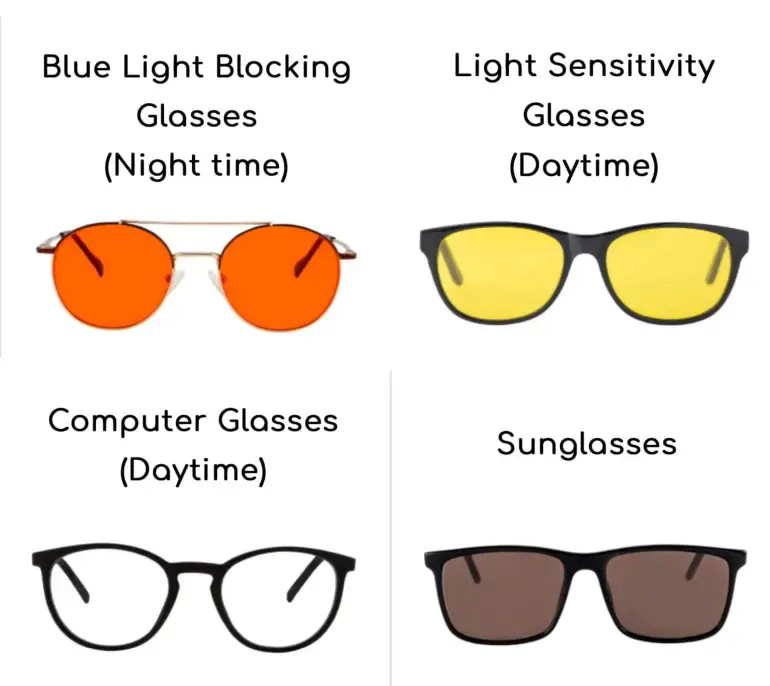 Blue Light Blocking
Glasses
(Night time)
Light Sensitivity
Glasses
(Daytime)
Computer Glasses
(Daytime)
Sunglasses